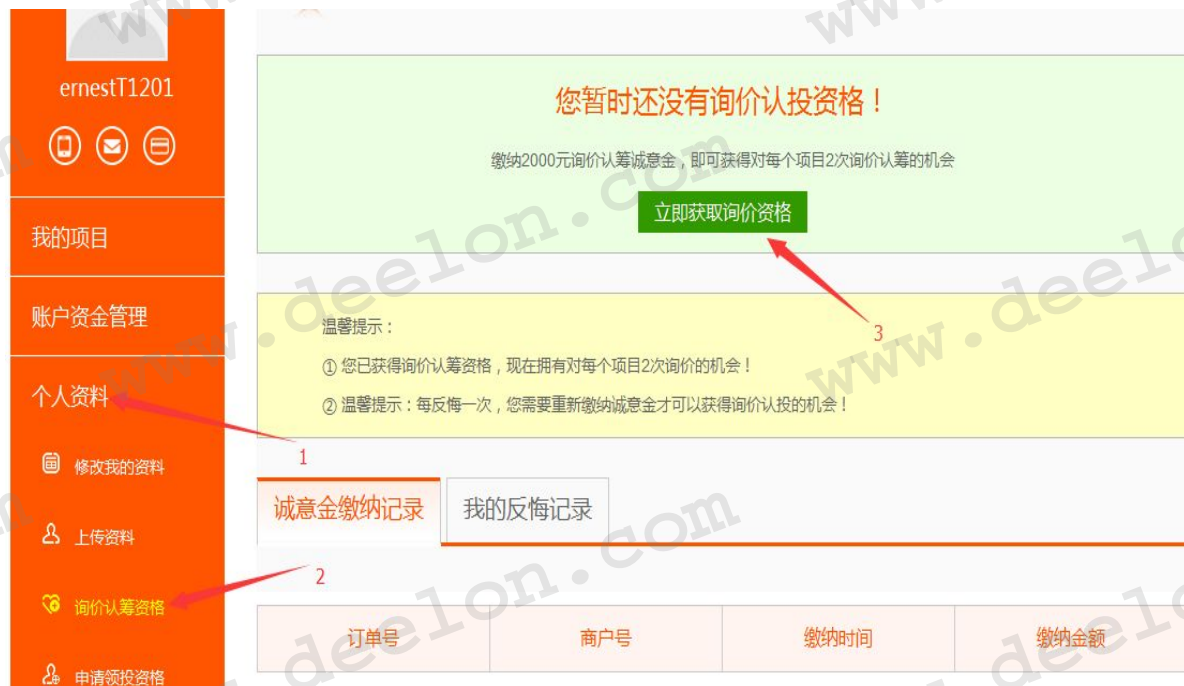 ernestT1201
我的项目
账户资金管理
个人资料
修改我的资料
上传资料
询价认筹资格
申请领投资格
您暂时还没有询价认投资格！
缴纳2000元询价认筹诚意金，即可获得对每个项目2次询价认筹的机会
立即获取询价资格
3
温馨提示：
① 您已获得询价认筹资格，现在拥有对每个项目2次询价的机会！
② 温馨提示：每反悔一次，您需要重新缴纳诚意金才可以获得询价认投的机会！
1
诚意金缴纳记录 我的反悔记录
2
订单号 商户号 缴纳时间 缴纳金额
www.deelon.com